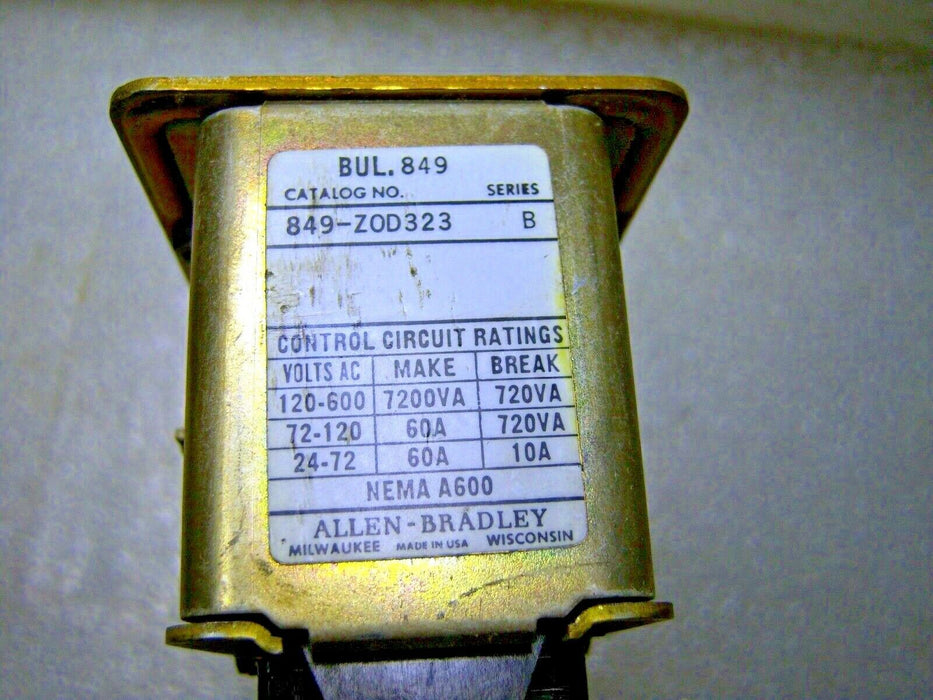 BUL. 849
CATALOG NO. SERIES
849-ZOD323 B
CONTROL CIRCUIT RATINGS
VOLTS AC MAKE BREAK
120-600 7200VA 720VA
72-120 60A 720VA
24-72 60A 10A
NEMA A600
ALLEN-BRADLEY
MILWAUKEE MADE IN USA WISCONSIN